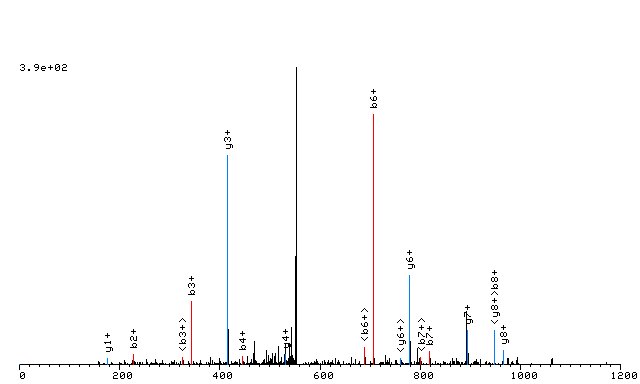 3.9e+02
y1+
b2+
b3+>
b3+
y3+
b4+
y4+
b6+>
b6+
y6+>
y6+
b7+>
b7+
y7+
y8+>b8+
y8+
0 200 400 600 800 1000 1200